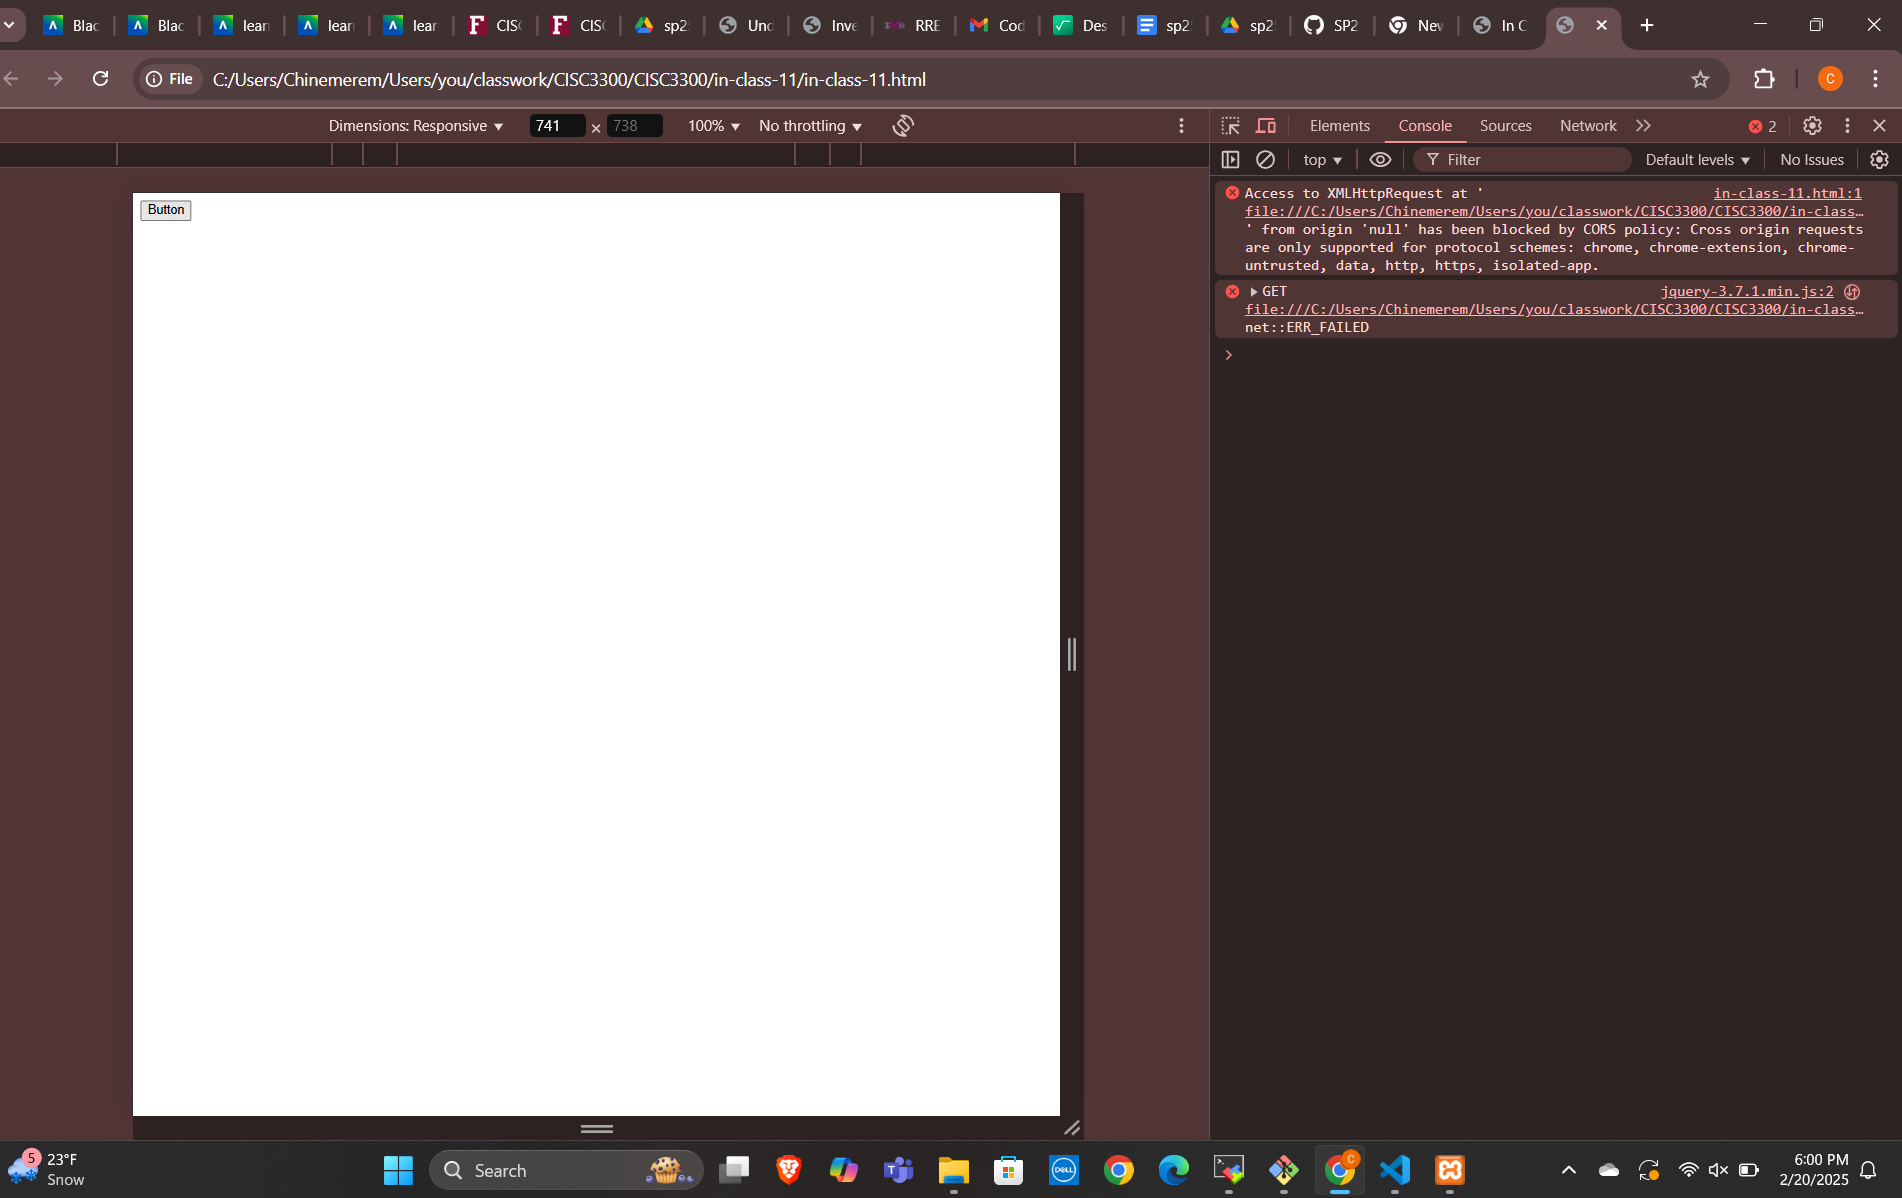 Blac
Blac
lear
lear
lear
CISC
CISC
sp2
Und
Inve
RRE
Cod
Des
sp2
sp2
SP2
New
In C
File
C:/Users/Chinemerem/Users/you/classwork/CISC3300/CISC3300/in-class-11/in-class-11.html
C
Dimensions: Responsive
741
×
738
100%
No throttling
Elements
Console
Sources
Network
2
top
Filter
Default levels
No Issues
Access to XMLHttpRequest at '
in-class-11.html:1
file:///C:/Users/Chinemerem/Users/you/classwork/CISC3300/CISC3300/in-class…
' from origin 'null' has been blocked by CORS policy: Cross origin requests
are only supported for protocol schemes: chrome, chrome-extension, chrome-
untrusted, data, http, https, isolated-app.
GET
jquery-3.7.1.min.js:2
file:///C:/Users/Chinemerem/Users/you/classwork/CISC3300/CISC3300/in-class…
net::ERR_FAILED
Button
5
23°F
Snow
Search
DELL
C
6:00 PM
2/20/2025